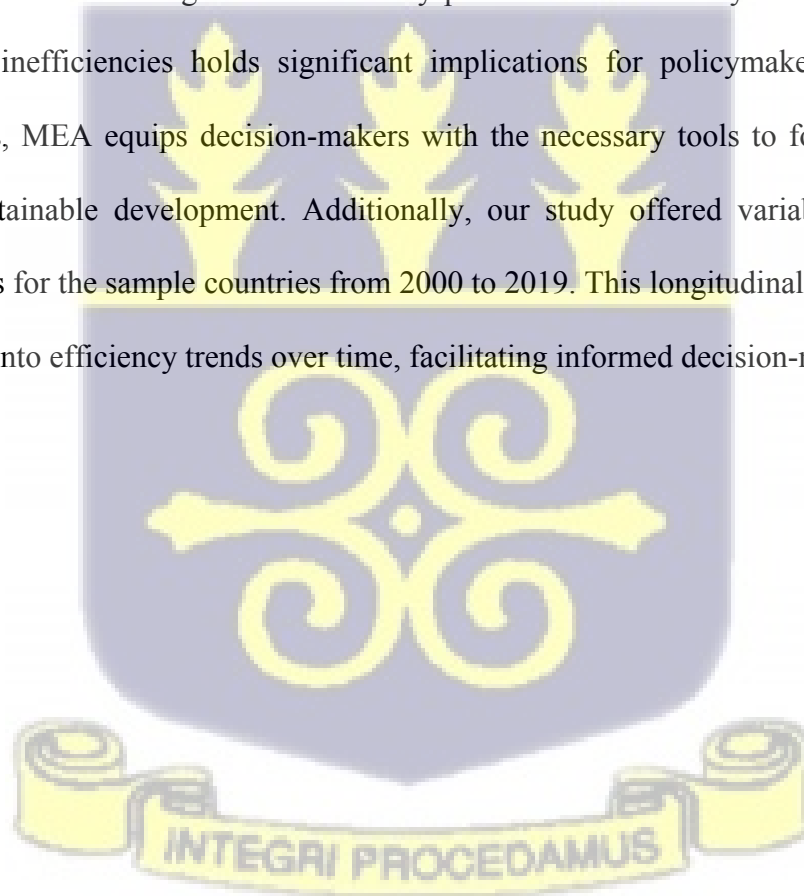 inefficiencies holds significant implications for policymake
, MEA equips decision-makers with the necessary tools to fo
tainable development. Additionally, our study offered varia
s for the sample countries from 2000 to 2019. This longitudinal
nto efficiency trends over time, facilitating informed decision-
INTEGRI PROCEDAMUS